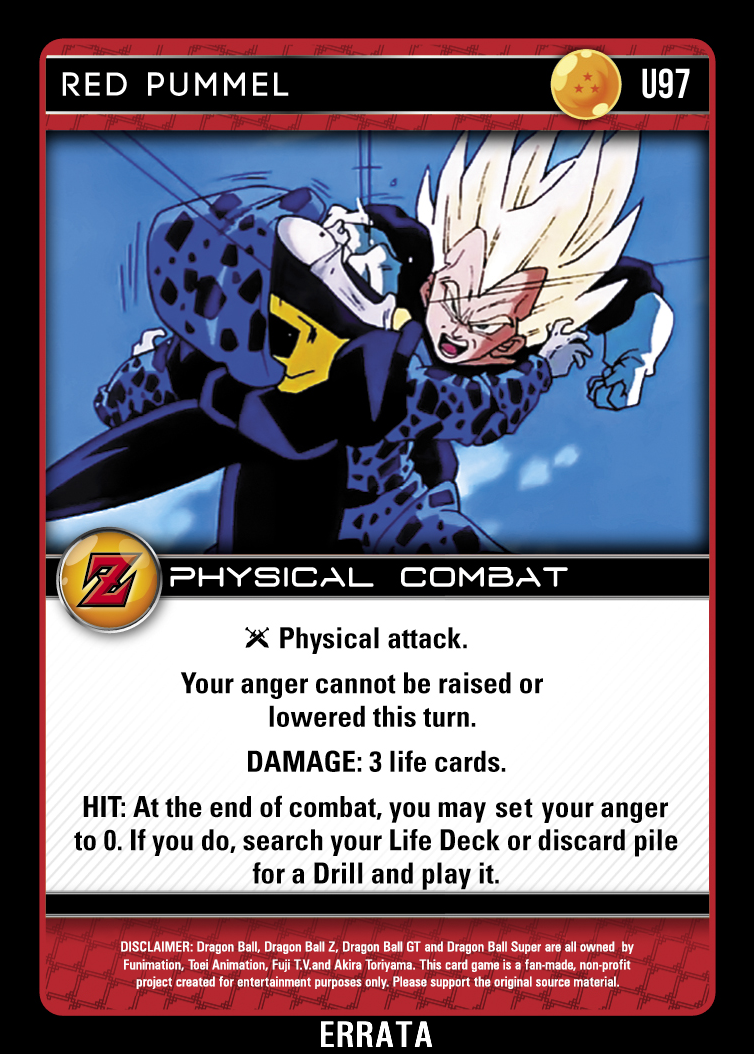 RED PUMMEL U97
Z PHYSICAL COMBAT
Physical attack.
Your anger cannot be raised or
lowered this turn.
DAMAGE: 3 life cards.
HIT: At the end of combat, you may set your anger
to 0. If you do, search your Life Deck or discard pile
for a Drill and play it.
DISCLAIMER: Dragon Ball, Dragon Ball Z, Dragon Ball GT and Dragon Ball Super are all owned by
Funimation, Toei Animation, Fuji T.V.and Akira Toriyama. This card game is a fan-made, non-profit
project created for entertainment purposes only. Please support the original source material.
ERRATA